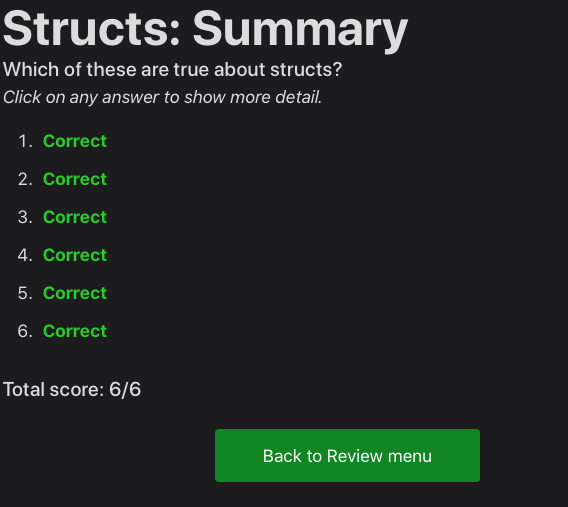 Structs: Summary
Which of these are true about structs?
Click on any answer to show more detail.
1. Correct
2. Correct
3. Correct
4. Correct
5. Correct
6. Correct
Total score: 6/6
Back to Review menu